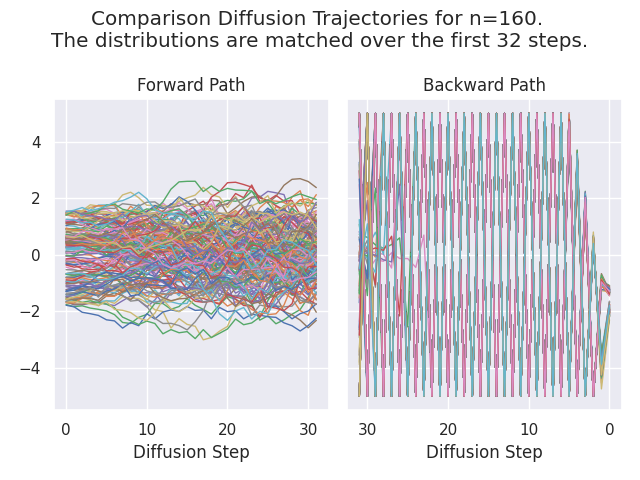 Comparison Diffusion Trajectories for n=160.
The distributions are matched over the first 32 steps.
Forward Path
Backward Path
4
2
0
−2
−4
0 10 20 30
30 20 10 0
Diffusion Step
Diffusion Step